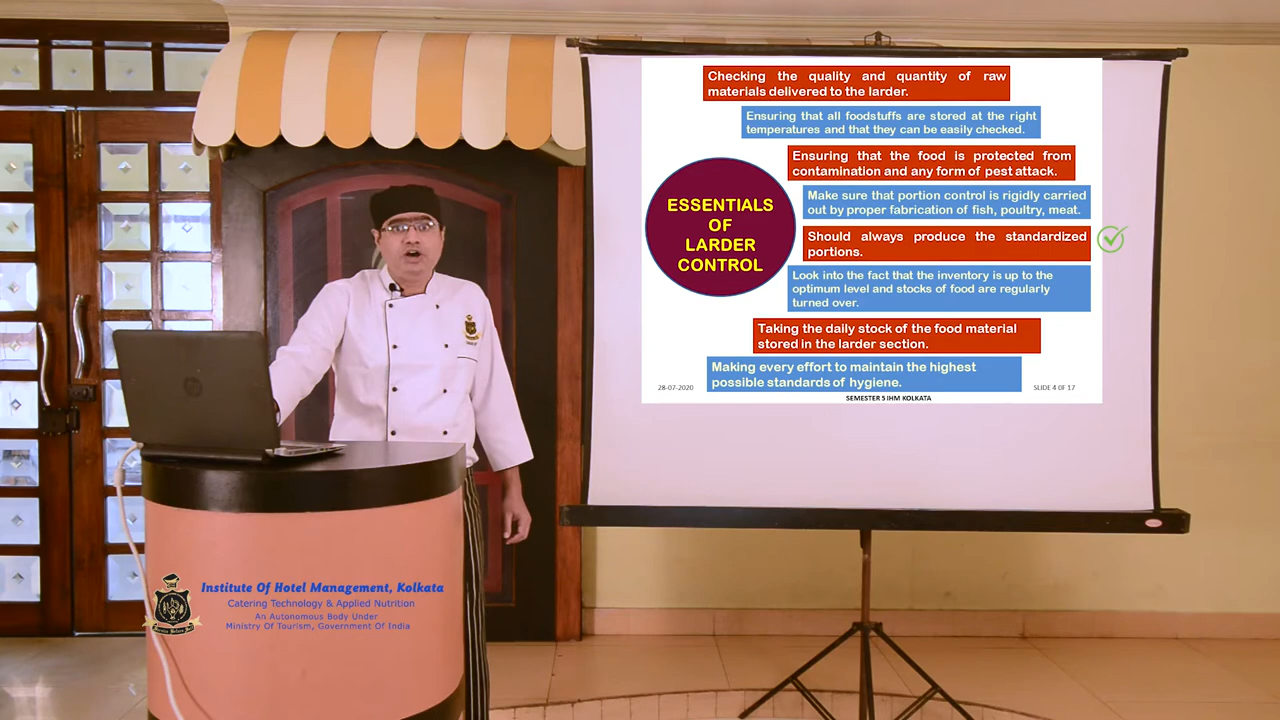 Checking the quality and quantity of raw
materials delivered to the larder.
Ensuring that all foodstuffs are stored at the right
temperatures and that they can be easily checked.
Ensuring that the food is protected from
contamination and any form of pest attack.
Make sure that portion control is rigidly carried
out by proper fabrication of fish, poultry, meat.
ESSENTIALS
OF
LARDER
CONTROL
Should always produce the standardized
portions.
Look into the fact that the inventory is up to the
optimum level and stocks of food are regularly
turned over.
Taking the daily stock of the food material
stored in the larder section.
Making every effort to maintain the highest
possible standards of hygiene.
28-07-2020
SLIDE 4 OF 17
SEMESTER 5 IHM KOLKATA
Institute Of Hotel Management, Kolkata
Catering Technology & Applied Nutrition
An Autonomous Body Under
Ministry Of Tourism, Government Of India